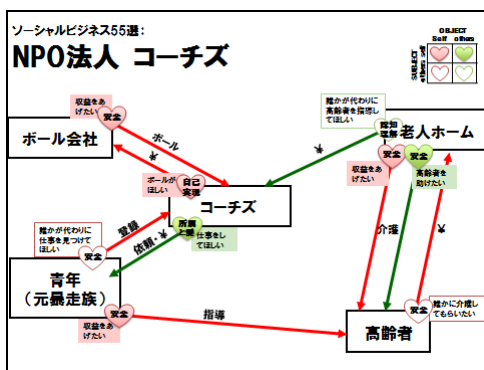 ソーシャルビジネス55選：
NPO法人 コーチズ
OBJECT
Self others
SUBJECT
others self
収益をあ
げたい
安全
ボール会社
ボール
¥
誰かが代わりに
高齢者を指導し
てほしい
認知
理解
老人ホーム
¥
収益をあ
げたい
安全
安全
高齢者を
助けたい
ボールが
ほしい
自己
実現
コーチズ
所属
と愛
仕事をし
てほしい
誰かが代わりに
仕事を見つけて
ほしい
安全
登録
依頼・¥
介護
¥
青年
（元暴走族）
収益をあ
げたい
安全
指導
安全
誰かに介護し
てもらいたい
高齢者